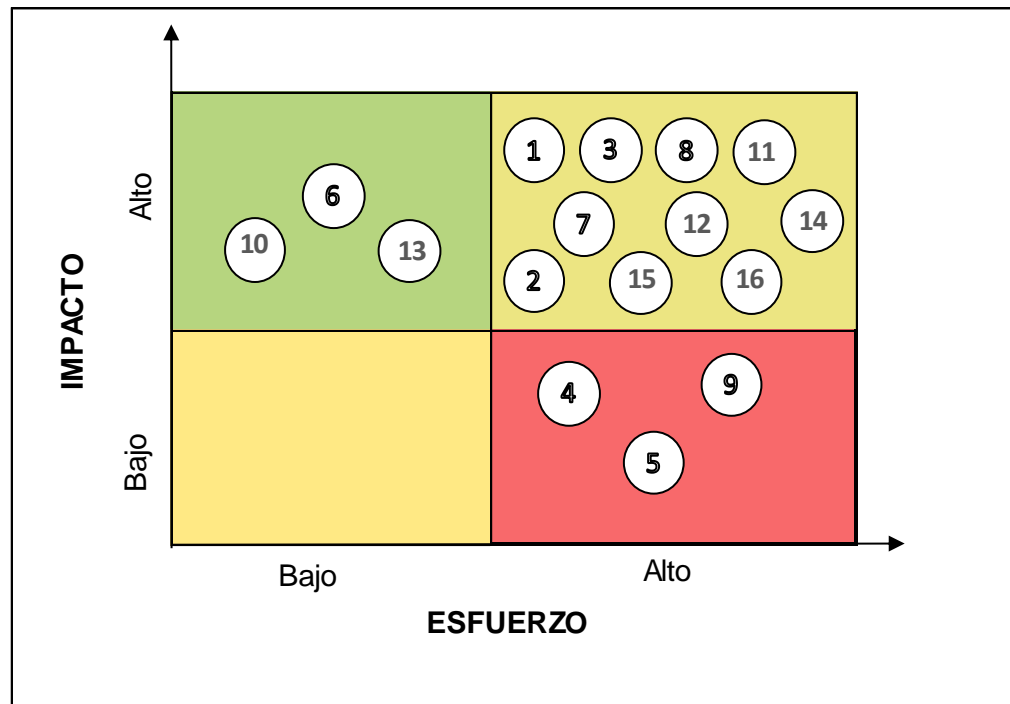 1 3 8 11
6
7 12 14
10 13
2 15 16
Alto
IMPACTO
4 9
5
Bajo
Bajo Alto
ESFUERZO